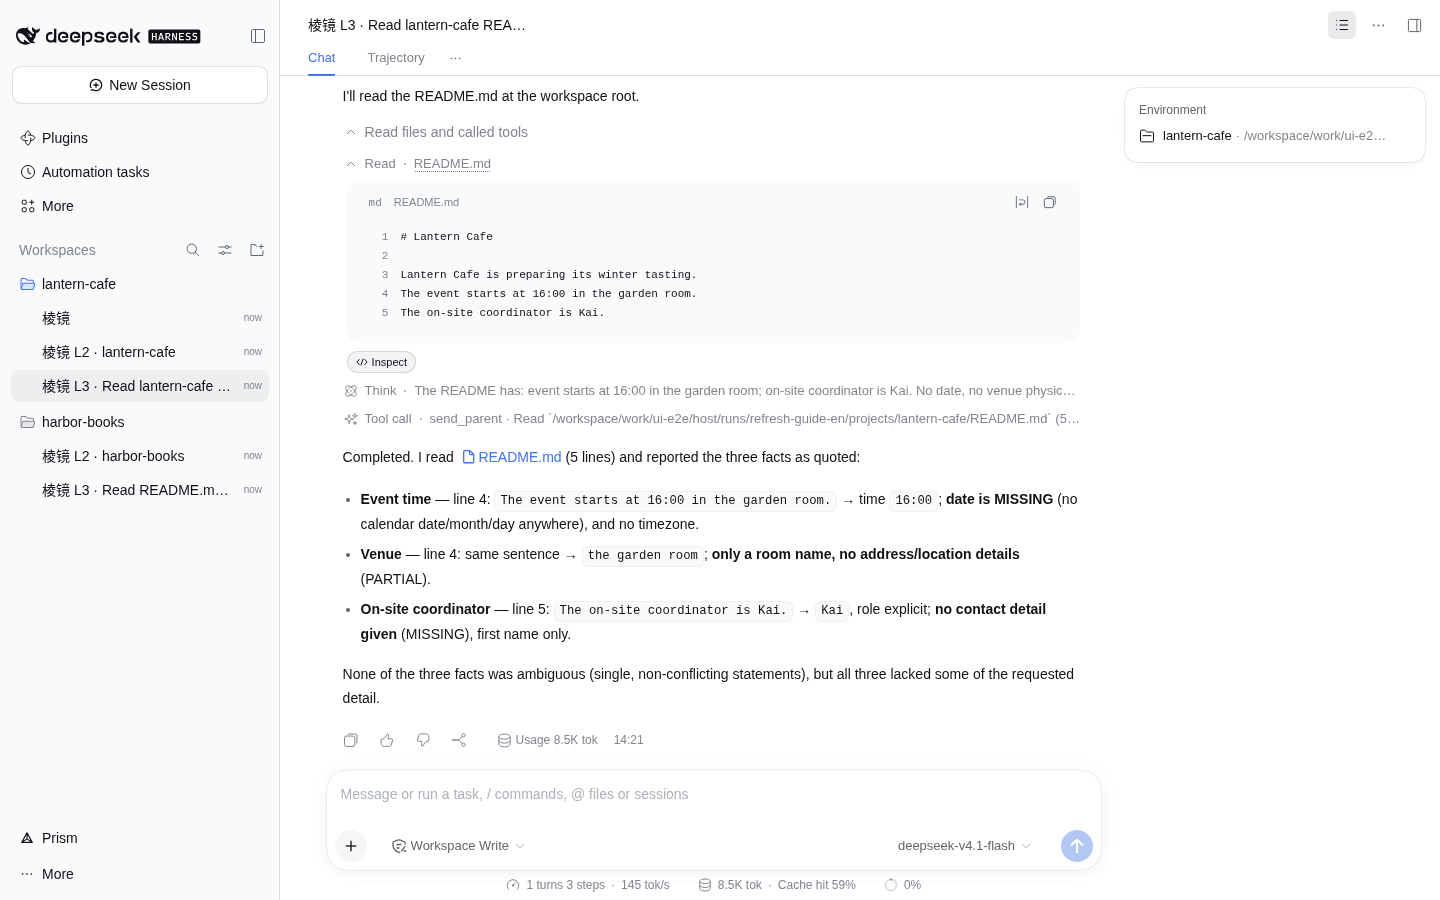 deepseek HARNESS
New Session
Plugins
Automation tasks
More
Workspaces
lantern-cafe
棱镜 now
棱镜 L2 · lantern-cafe now
棱镜 L3 · Read lantern-cafe … now
harbor-books
棱镜 L2 · harbor-books now
棱镜 L3 · Read README.m… now
Prism
More
棱镜 L3 · Read lantern-cafe REA…
Chat Trajectory
I'll read the README.md at the workspace root.
Read files and called tools
Read · README.md
md README.md
1 # Lantern Cafe
2
3 Lantern Cafe is preparing its winter tasting.
4 The event starts at 16:00 in the garden room.
5 The on-site coordinator is Kai.
Inspect
Think · The README has: event starts at 16:00 in the garden room; on-site coordinator is Kai. No date, no venue physic…
Tool call · send_parent · Read `/workspace/work/ui-e2e/host/runs/refresh-guide-en/projects/lantern-cafe/README.md` (5…
Completed. I read README.md (5 lines) and reported the three facts as quoted:
• Event time — line 4: The event starts at 16:00 in the garden room. → time 16:00; date is MISSING (no
calendar date/month/day anywhere), and no timezone.
• Venue — line 4: same sentence → the garden room; only a room name, no address/location details
(PARTIAL).
• On-site coordinator — line 5: The on-site coordinator is Kai. → Kai, role explicit; no contact detail
given (MISSING), first name only.
None of the three facts was ambiguous (single, non-conflicting statements), but all three lacked some of the requested
detail.
Usage 8.5K tok 14:21
Message or run a task, / commands, @ files or sessions
Workspace Write
deepseek-v4.1-flash
1 turns 3 steps · 145 tok/s 8.5K tok · Cache hit 59% 0%
Environment
lantern-cafe · /workspace/work/ui-e2…